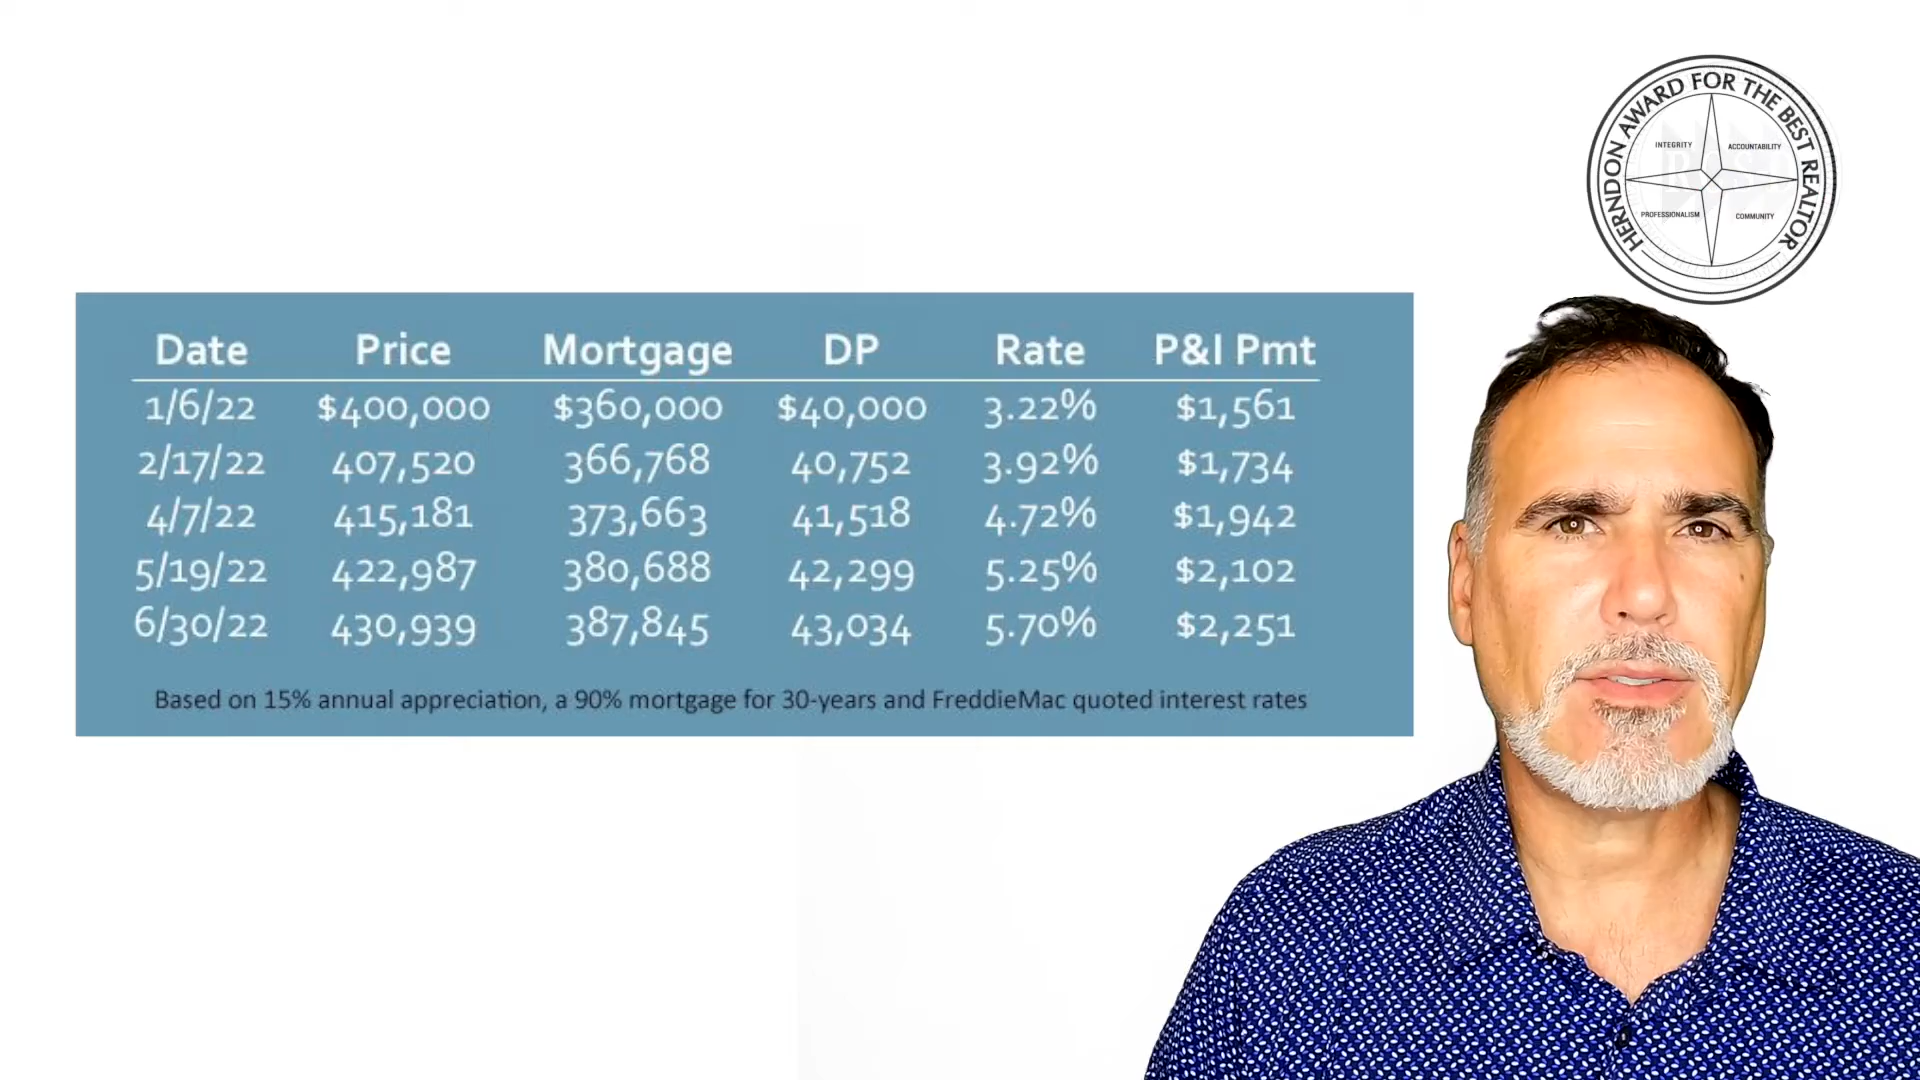 HERNDON AWARD FOR THE BEST REALTOR
INTEGRITY
ACCOUNTABILITY
PROFESSIONALISM
COMMUNITY
Date Price Mortgage DP Rate P&I Pmt
1/6/22 $400,000 $360,000 $40,000 3.22% $1,561
2/17/22 407,520 366,768 40,752 3.92% $1,734
4/7/22 415,181 373,663 41,518 4.72% $1,942
5/19/22 422,987 380,688 42,299 5.25% $2,102
6/30/22 430,939 387,845 43,034 5.70% $2,251
Based on 15% annual appreciation, a 90% mortgage for 30-years and FreddieMac quoted interest rates